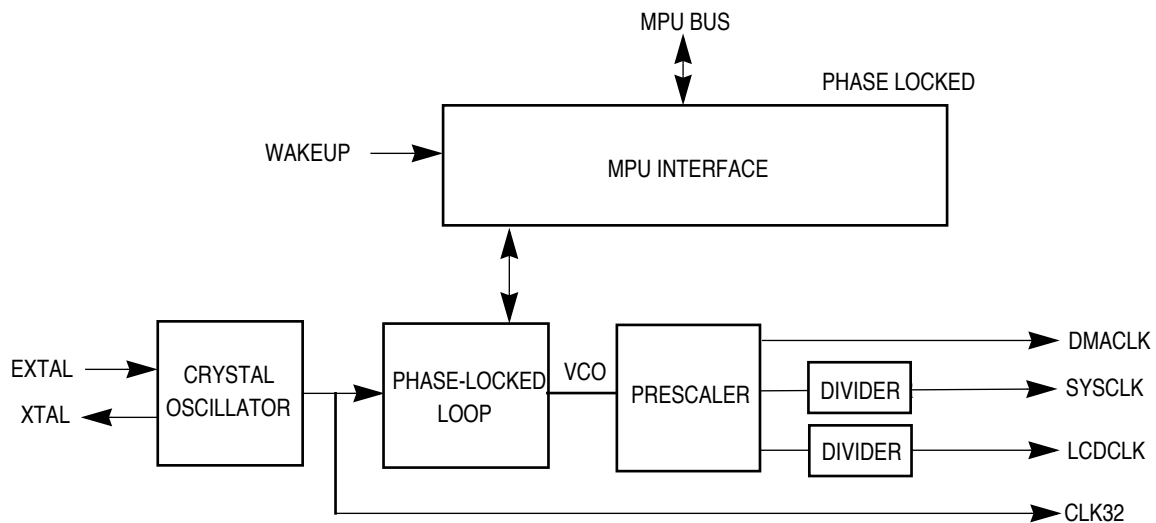 MPU BUS
PHASE LOCKED
WAKEUP
MPU INTERFACE
EXTAL
XTAL
CRYSTAL
OSCILLATOR
PHASE-LOCKED
LOOP
VCO
PRESCALER
DIVIDER
DIVIDER
DMACLK
SYSCLK
LCDCLK
CLK32